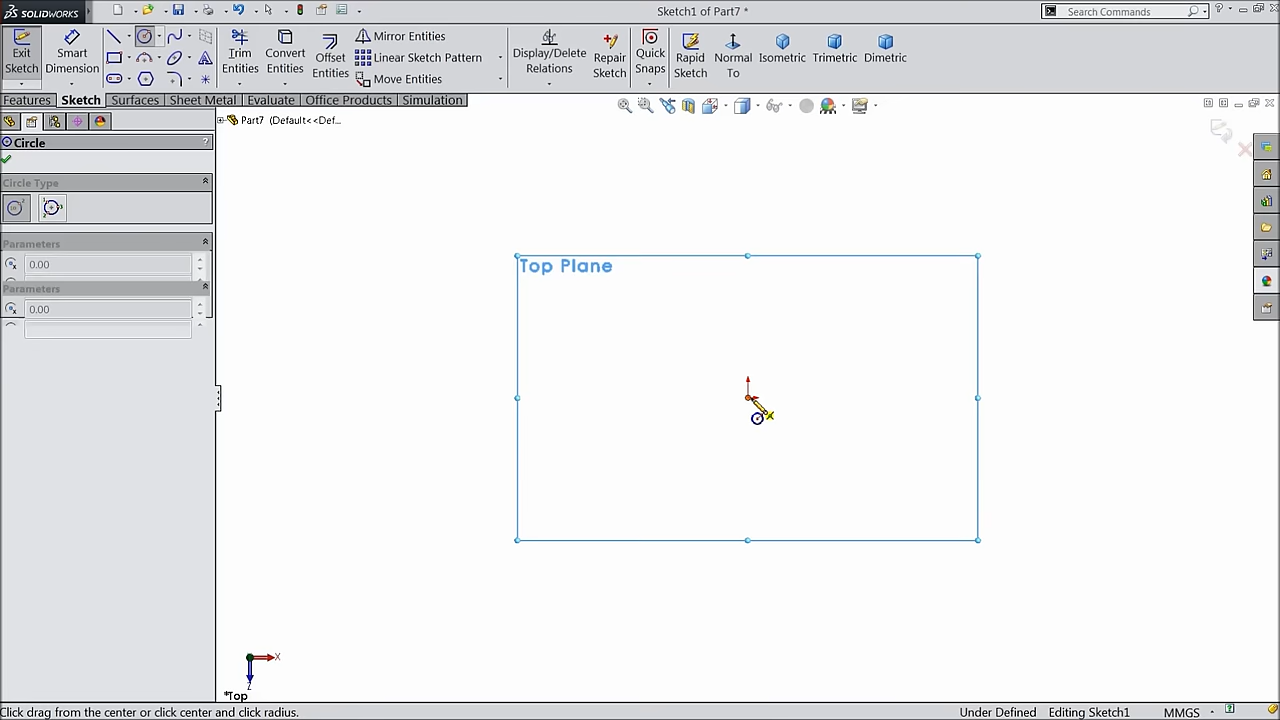 SOLIDWORKS
Sketch1 of Part7 *
Search Commands
Exit Sketch
Smart Dimension
Trim Entities
Convert Entities
Offset Entities
Mirror Entities
Linear Sketch Pattern
Move Entities
Display/Delete Relations
Repair Sketch
Quick Snaps
Rapid Sketch
Normal To
Isometric
Trimetric
Dimetric
Features Sketch Surfaces Sheet Metal Evaluate Office Products Simulation
Part7 (Default<<Def...
Circle
?
Circle Type
Parameters
0.00
Parameters
0.00
Top Plane
X
Z
*Top
Click drag from the center or click center and click radius.
Under Defined
Editing Sketch1
MMGS